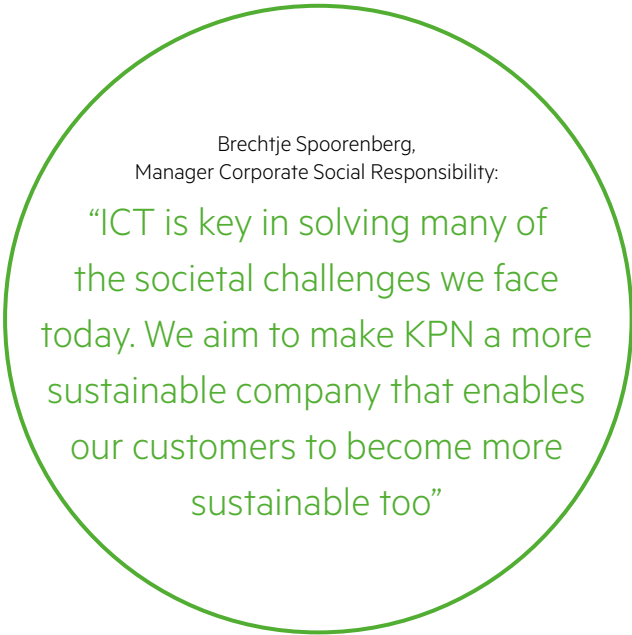 Brechtje Spoorenberg,
Manager Corporate Social Responsibility:
“ICT is key in solving many of
the societal challenges we face
today. We aim to make KPN a more
sustainable company that enables
our customers to become more
sustainable too”